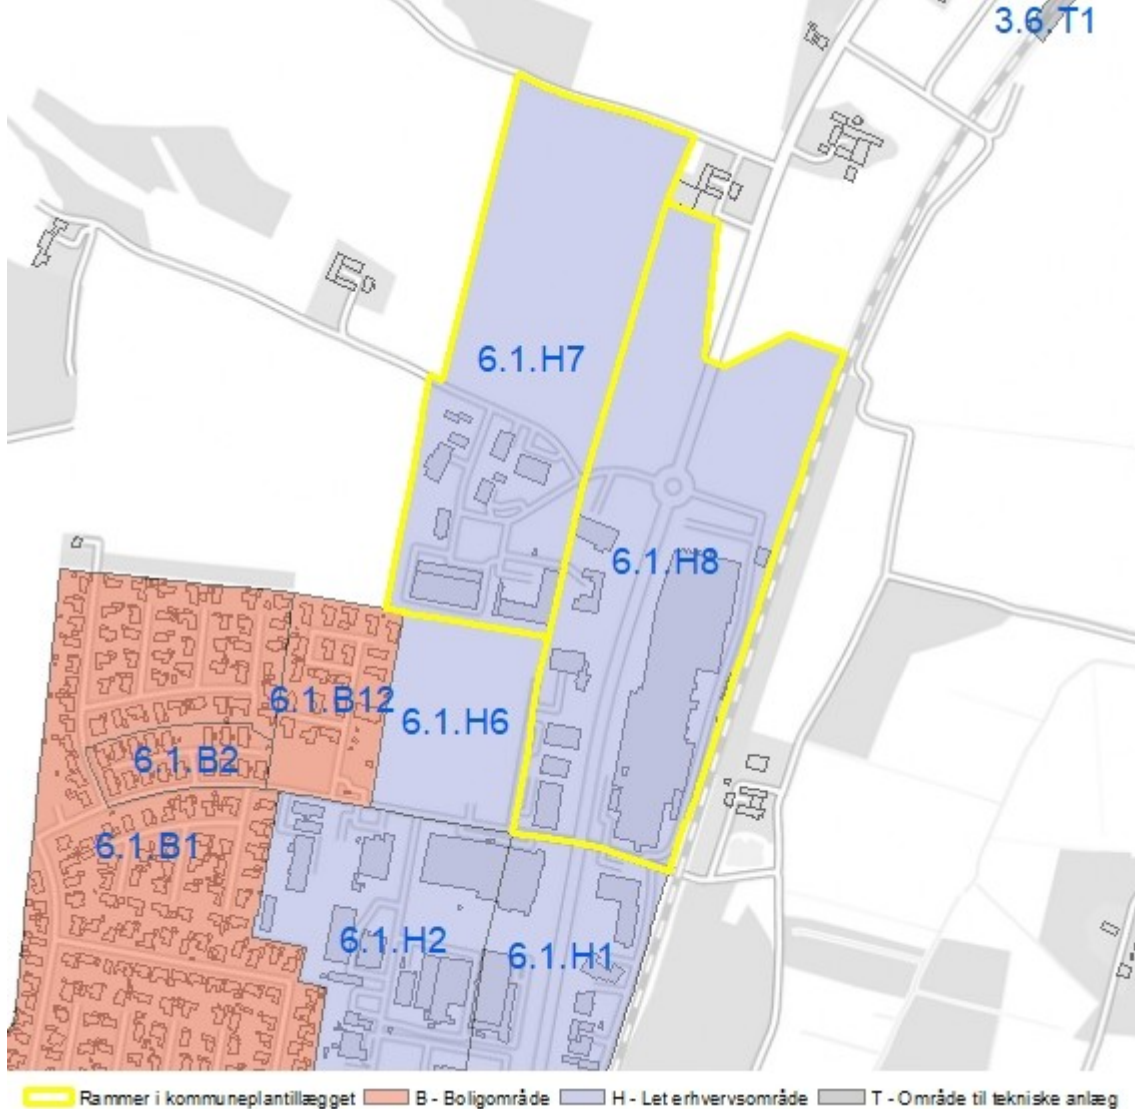 3.6.T1
6.1.H7
6.1.H8
6.1.B12
6.1.H6
6.1.B2
6.1.B1
6.1.H2
6.1.H1
Rammer i kommuneplantillægget B - Boligområde H - Let erhvervsområde T - Område til tekniske anlæg